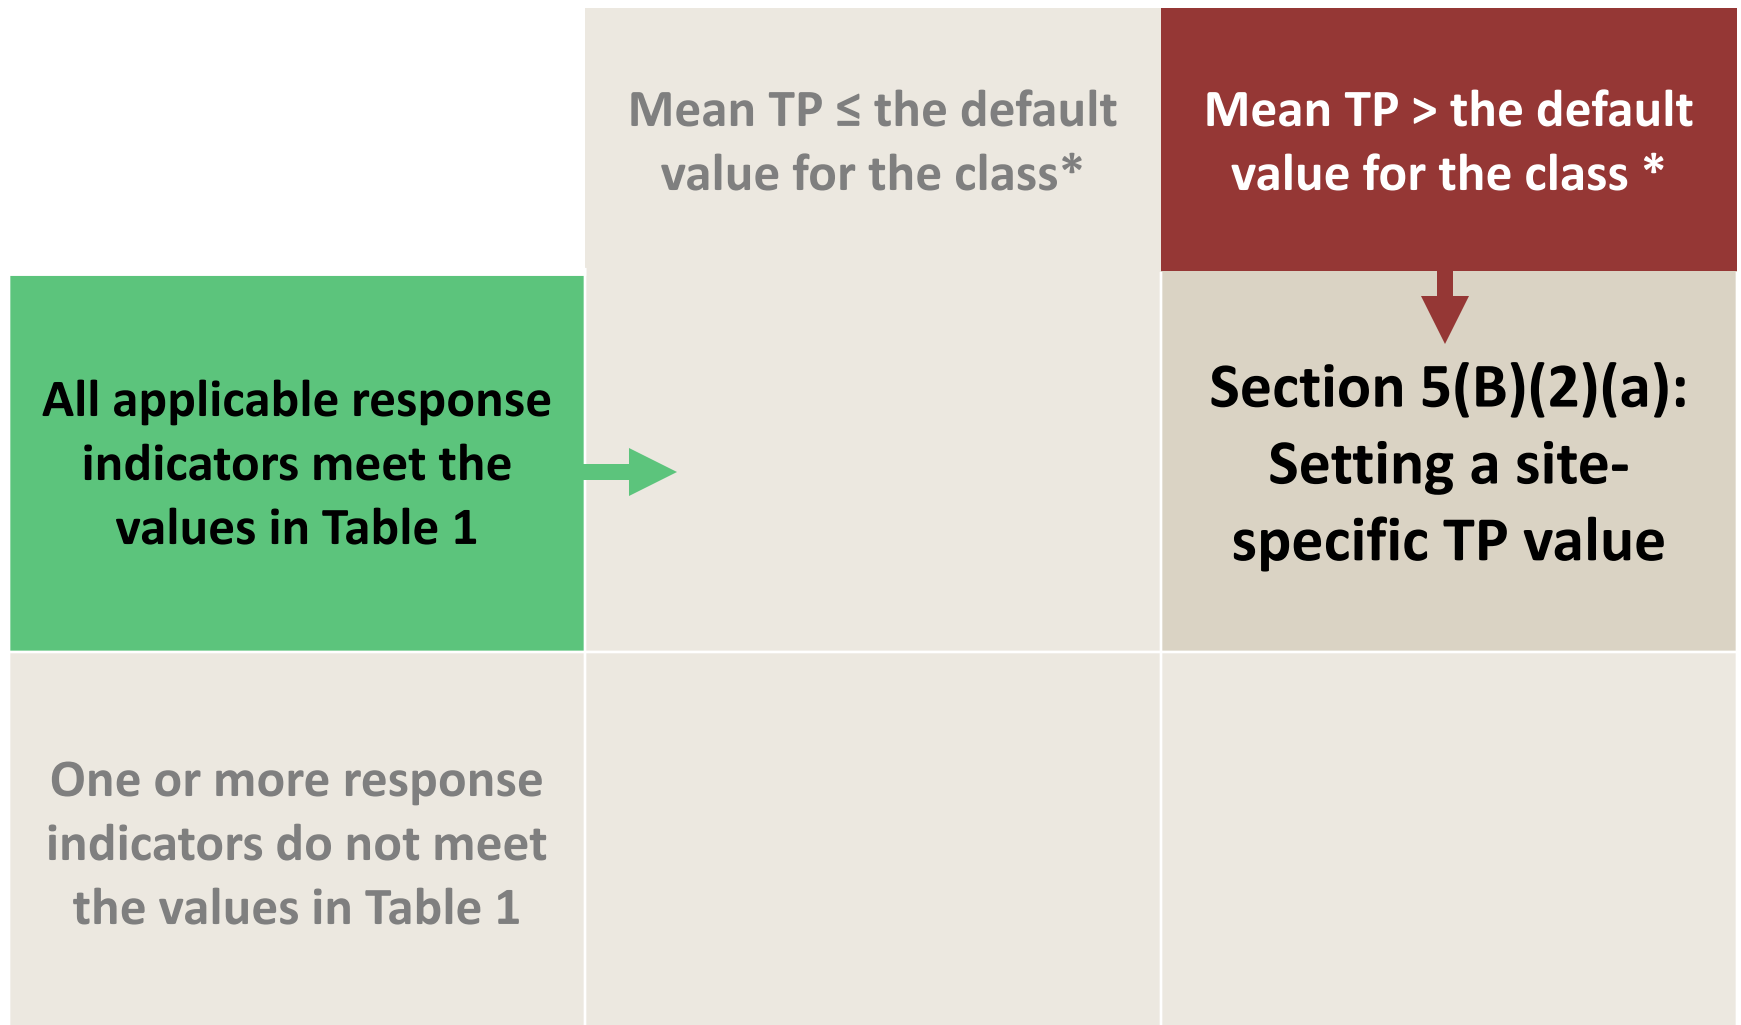 Mean TP ≤ the default
value for the class*
Mean TP > the default
value for the class *
All applicable response
indicators meet the
values in Table 1
Section 5(B)(2)(a):
Setting a site-
specific TP value
One or more response
indicators do not meet
the values in Table 1